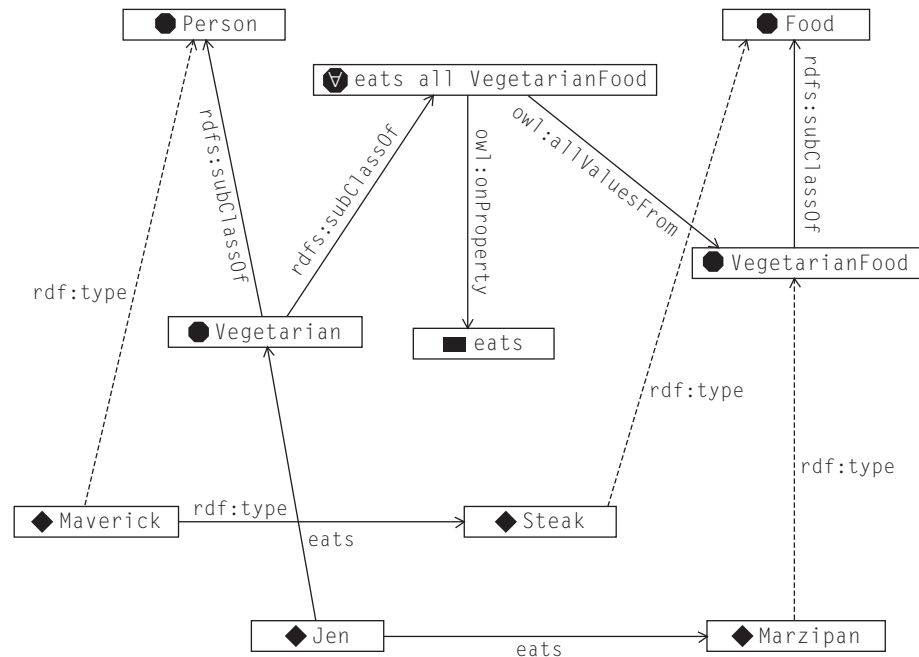 Person
Food
∀ eats all VegetarianFood
rdfs:subClassOf
rdfs:subClassOf
owl:onProperty
owl:allValuesFrom
rdfs:subClassOf
VegetarianFood
rdf:type
Vegetarian
eats
rdf:type
rdf:type
Maverick
rdf:type
Steak
eats
Jen
eats
Marzipan